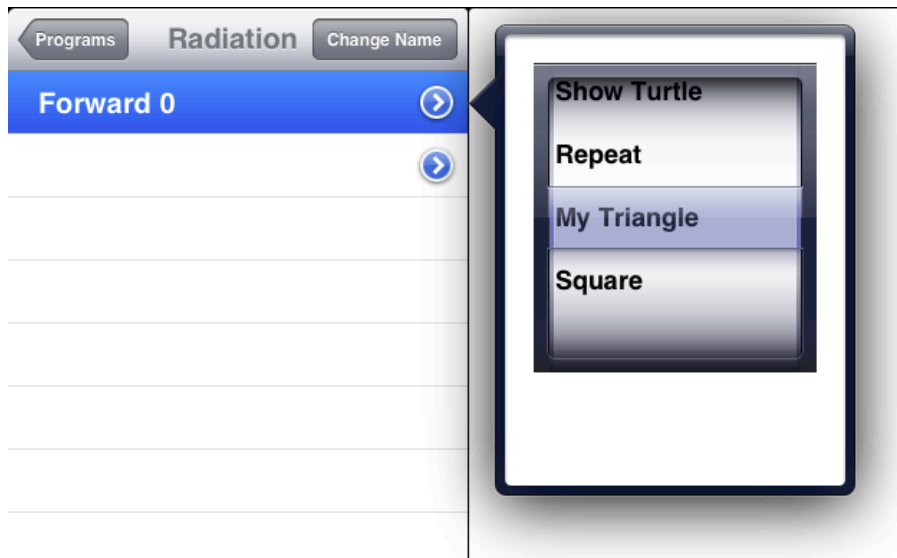 Programs Radiation Change Name
Forward 0
Show Turtle
Repeat
My Triangle
Square